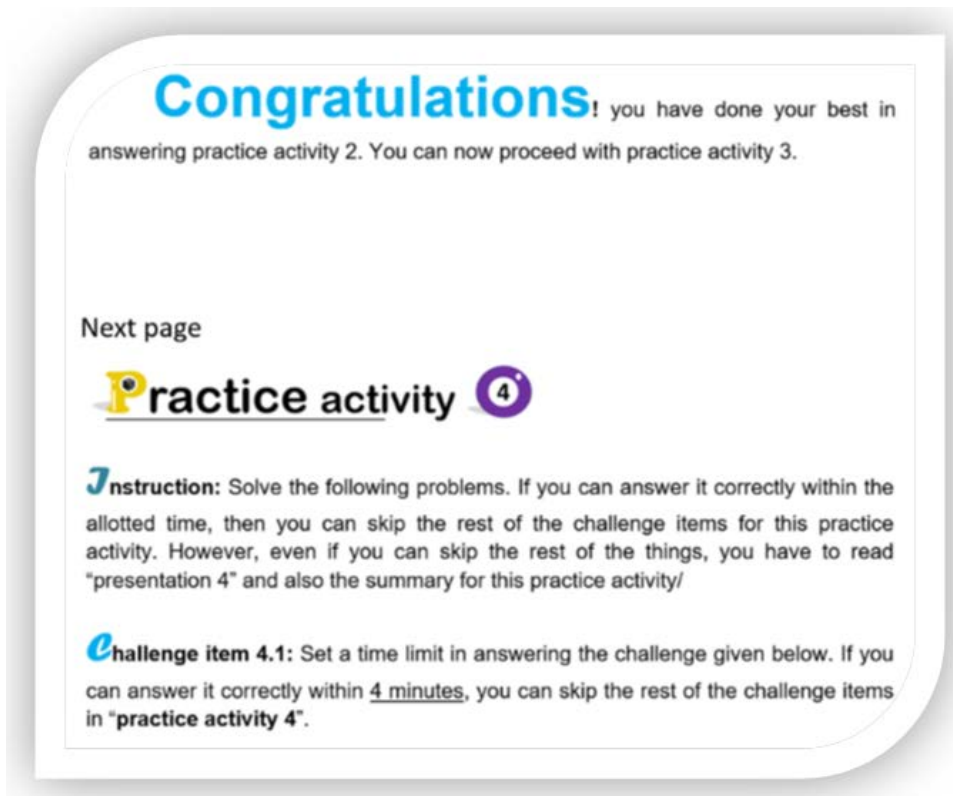 Congratulations! you have done your best in
answering practice activity 2. You can now proceed with practice activity 3.
Next page
Practice activity 4
Instruction: Solve the following problems. If you can answer it correctly within the
allotted time, then you can skip the rest of the challenge items for this practice
activity. However, even if you can skip the rest of the things, you have to read
“presentation 4” and also the summary for this practice activity/
Challenge item 4.1: Set a time limit in answering the challenge given below. If you
can answer it correctly within 4 minutes, you can skip the rest of the challenge items
in “practice activity 4”.